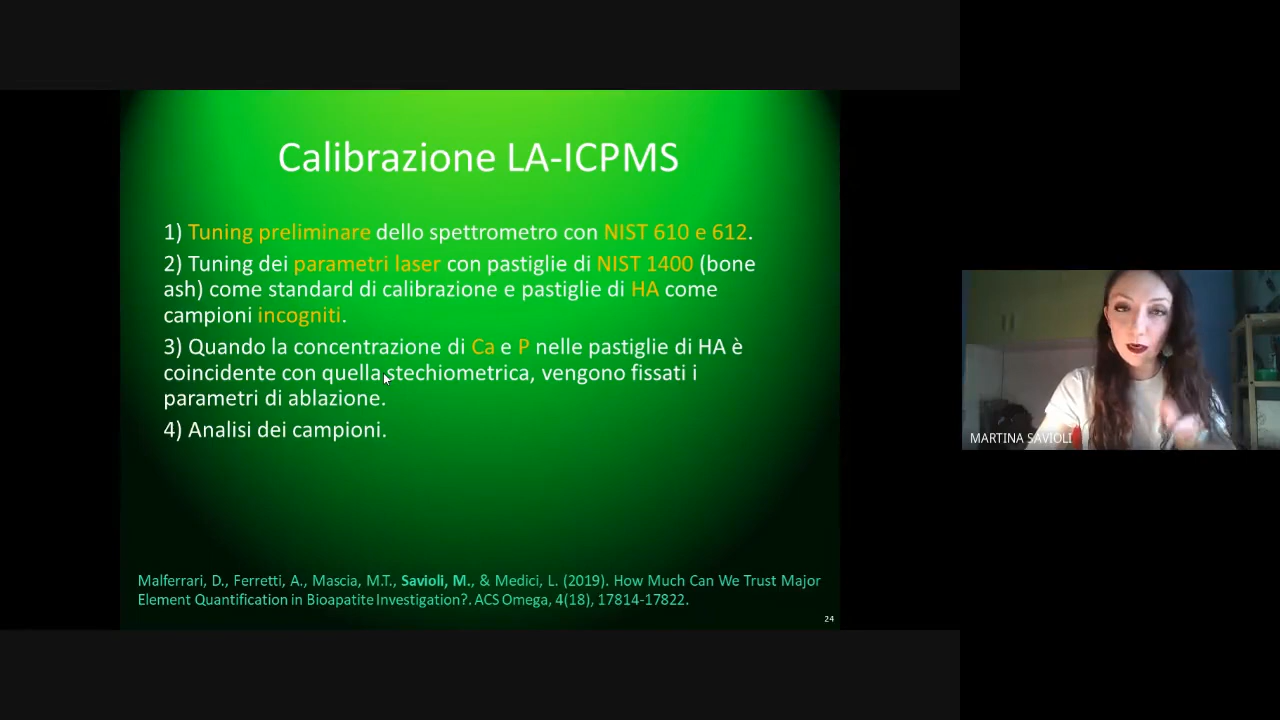 Calibrazione LA-ICPMS
1) Tuning preliminare dello spettrometro con NIST 610 e 612.
2) Tuning dei parametri laser con pastiglie di NIST 1400 (bone
ash) come standard di calibrazione e pastiglie di HA come
campioni incogniti.
3) Quando la concentrazione di Ca e P nelle pastiglie di HA è
coincidente con quella stechiometrica, vengono fissati i
parametri di ablazione.
4) Analisi dei campioni.
Malferrari, D., Ferretti, A., Mascia, M.T., Savioli, M., & Medici, L. (2019). How Much Can We Trust Major
Element Quantification in Bioapatite Investigation?. ACS Omega, 4(18), 17814-17822.
24
MARTINA SAVIOLI